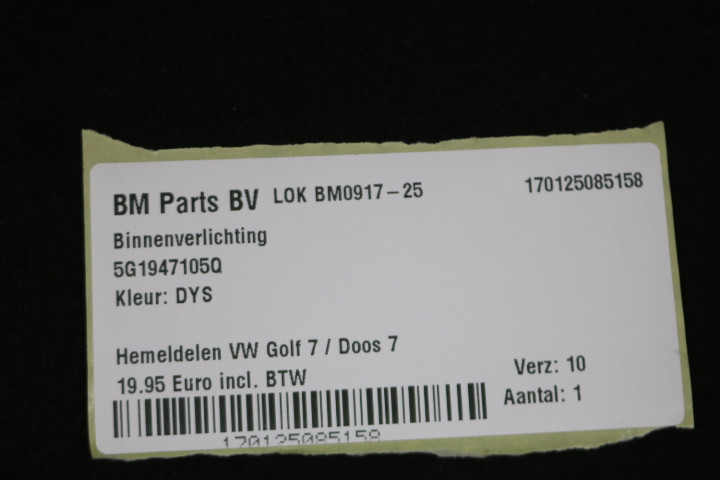 BM Parts BV LOK BM0917-25 170125085158
Binnenverlichting
5G1947105Q
Kleur: DYS
Hemeldelen VW Golf 7 / Doos 7
19.95 Euro incl. BTW Verz: 10
Aantal: 1
170125085158